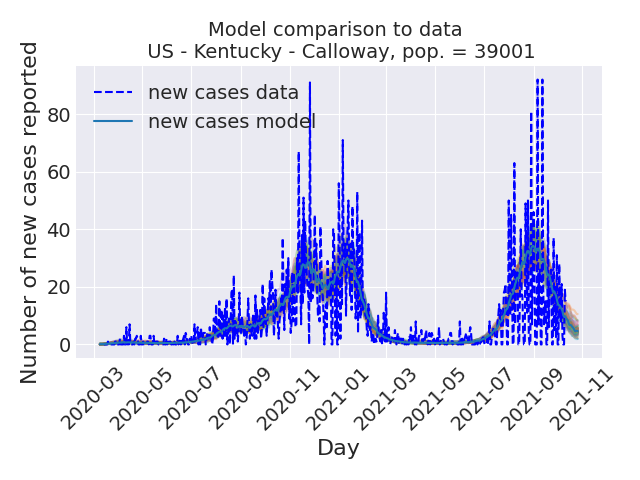 Model comparison to data
US - Kentucky - Calloway, pop. = 39001
Number of new cases reported
80
60
40
20
0
new cases data
new cases model
2020-03
2020-05
2020-07
2020-09
2020-11
2021-01
2021-03
2021-05
2021-07
2021-09
2021-11
Day